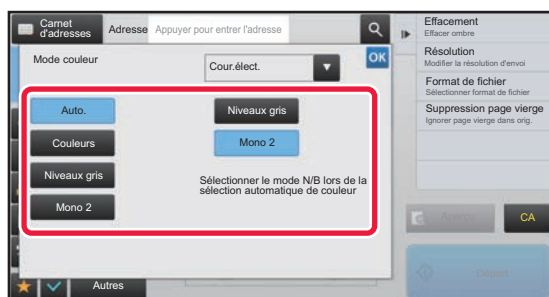 Carnet
d'adresses
Adresse
Appuyer pour entrer l'adresse
Mode couleur
Cour.élect.
OK
Auto.
Couleurs
Niveaux gris
Mono 2
Niveaux gris
Mono 2
Sélectionner le mode N/B lors de la
sélection automatique de couleur
Autres
Effacement
Effacer ombre
Résolution
Modifier la résolution d'envoi
Format de fichier
Sélectionner format de fichier
Suppression page vierge
Ignorer page vierge dans orig.
Aperçu
CA
Départ